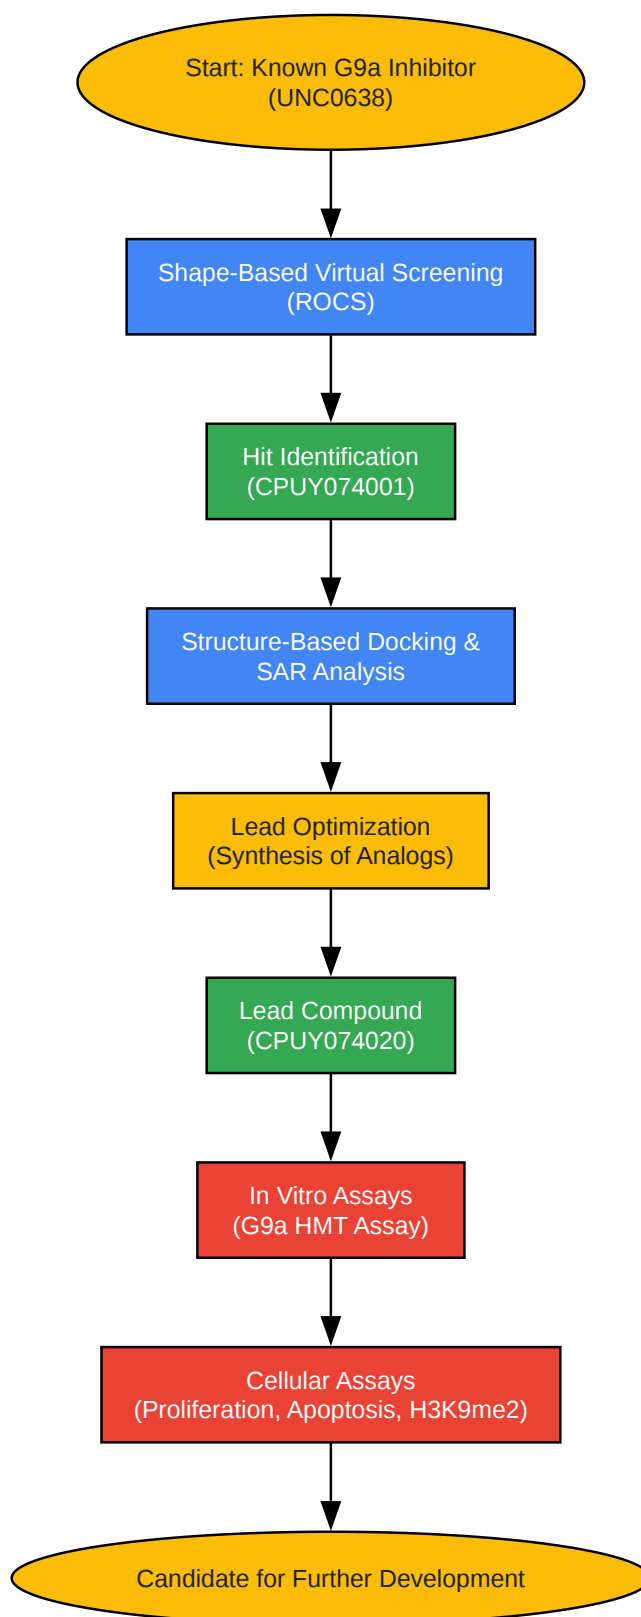 Start: Known G9a Inhibitor
(UNC0638)
Shape-Based Virtual Screening
(ROCS)
Hit Identification
(CPUY074001)
Structure-Based Docking &
SAR Analysis
Lead Optimization
(Synthesis of Analogs)
Lead Compound
(CPUY074020)
In Vitro Assays
(G9a HMT Assay)
Cellular Assays
(Proliferation, Apoptosis, H3K9me2)
Candidate for Further Development